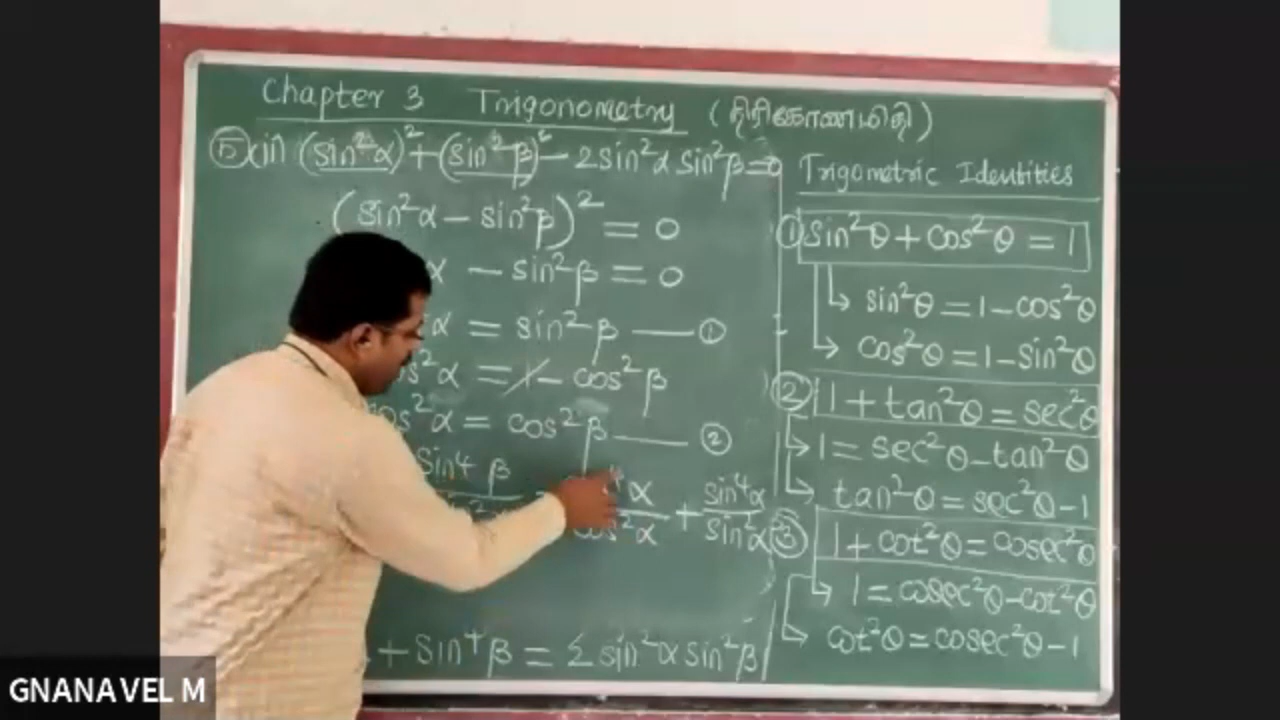 Chapter 3 Trigonometry (திரிகோணமிதி)
⑤ (ii) (sin²α)² + (sin²β)² - 2sin²α sin²β = 0
(sin²α - sin²β)² = 0
α - sin²β = 0
α = sin²β —— ①
os²α = 1 - cos²β
cos²α = cos²β —— ②
sin⁴β
α/cos²α + sin⁴α/sin²α
+ sin⁴β = 2 sin²α sin²β
Trigometric Identities
① sin²θ + cos²θ = 1
sin²θ = 1 - cos²θ
cos²θ = 1 - sin²θ
② 1 + tan²θ = sec²θ
1 = sec²θ - tan²θ
tan²θ = sec²θ - 1
③ 1 + cot²θ = cosec²θ
1 = cosec²θ - cot²θ
cot²θ = cosec²θ - 1
GNANAVEL M